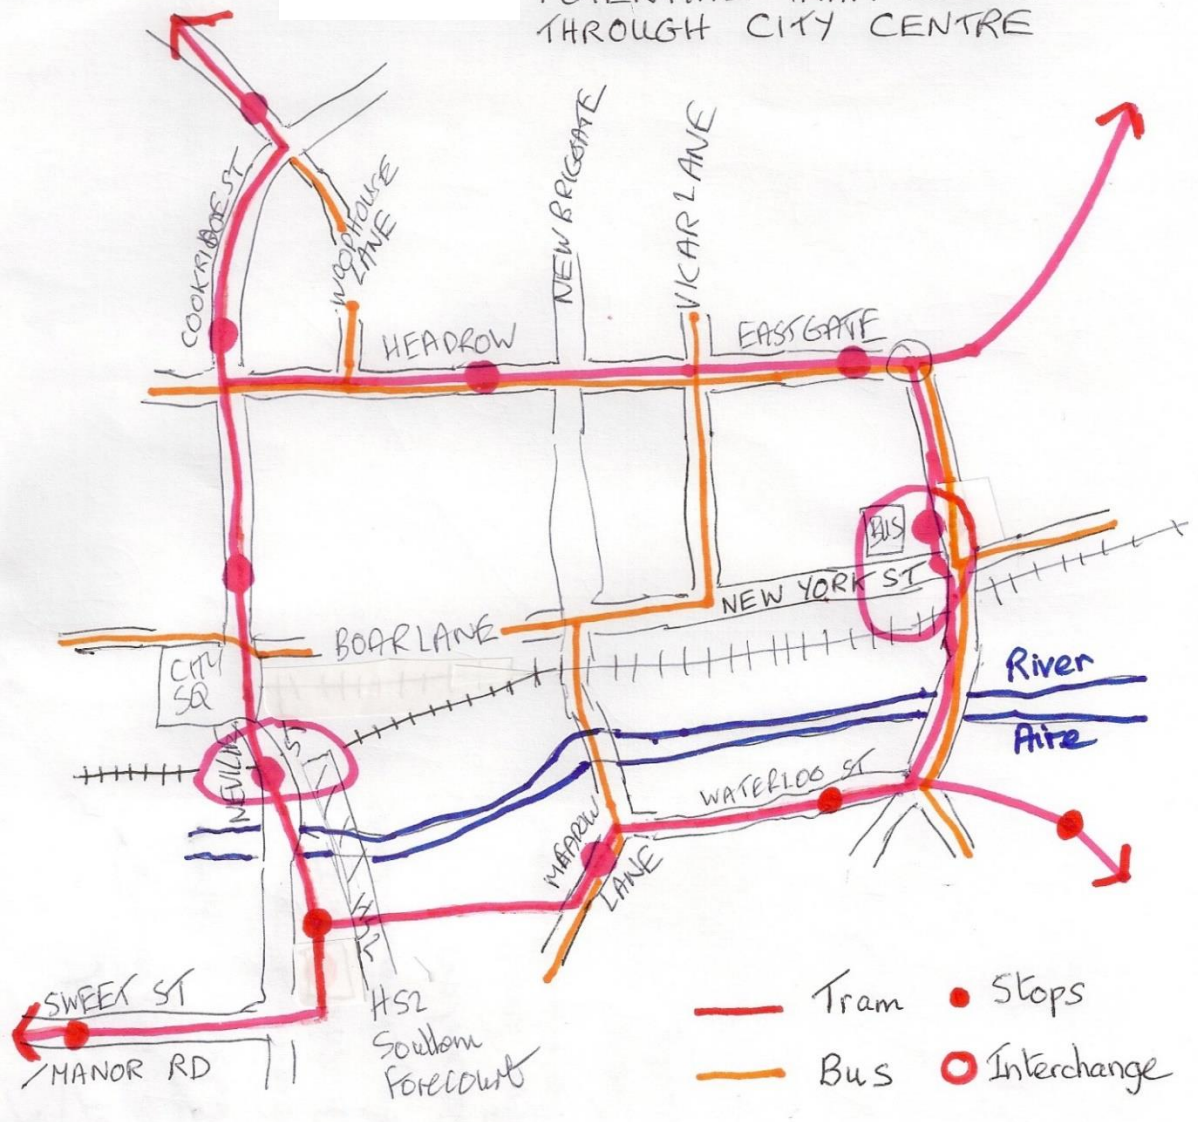 THROUGH CITY CENTRE
COOKRIDGE ST
WOODHOUSE
LANE
NEW BRIGGATE
VICAR LANE
HEADROW
EASTGATE
BUS
NEW YORK ST
BOAR LANE
CITY
SQ
River
Aire
NEVILLE
ST
WATERLOO ST
MARROW
LANE
SWEET ST
/MANOR RD
HS2
HS2
Southern
Forecourt
Tram
Stops
Bus
Interchange